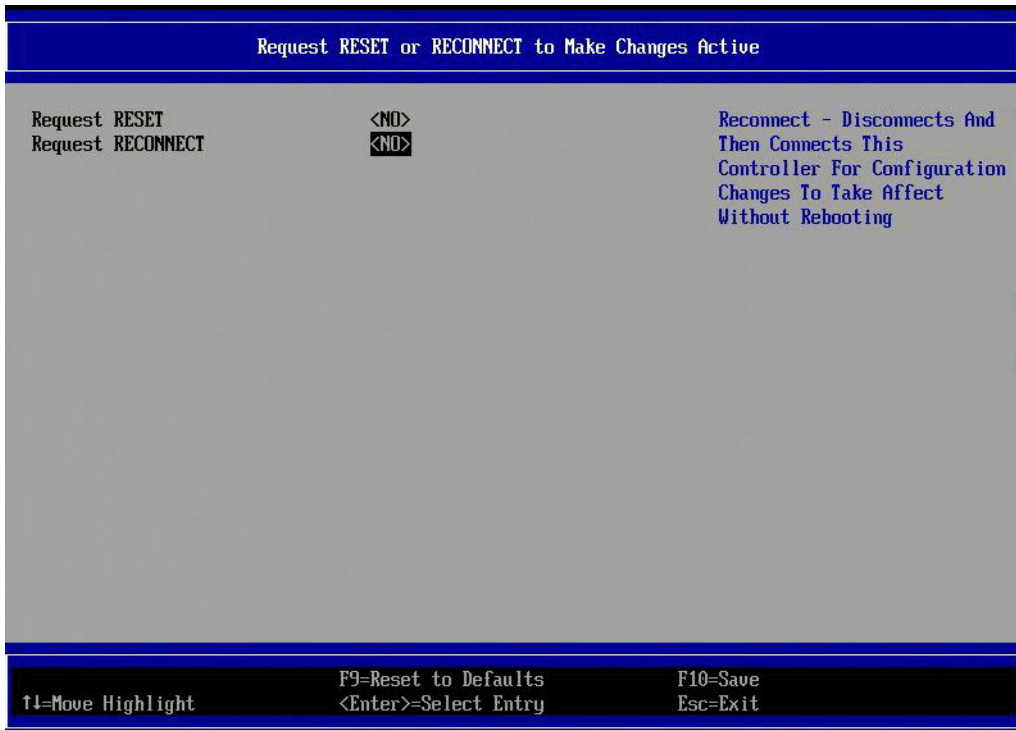 Request RESET or RECONNECT to Make Changes Active
Request RESET <NO>
Request RECONNECT <NO>
Reconnect - Disconnects And
Then Connects This
Controller For Configuration
Changes To Take Affect
Without Rebooting
F9=Reset to Defaults F10=Save
↑↓=Move Highlight <Enter>=Select Entry Esc=Exit